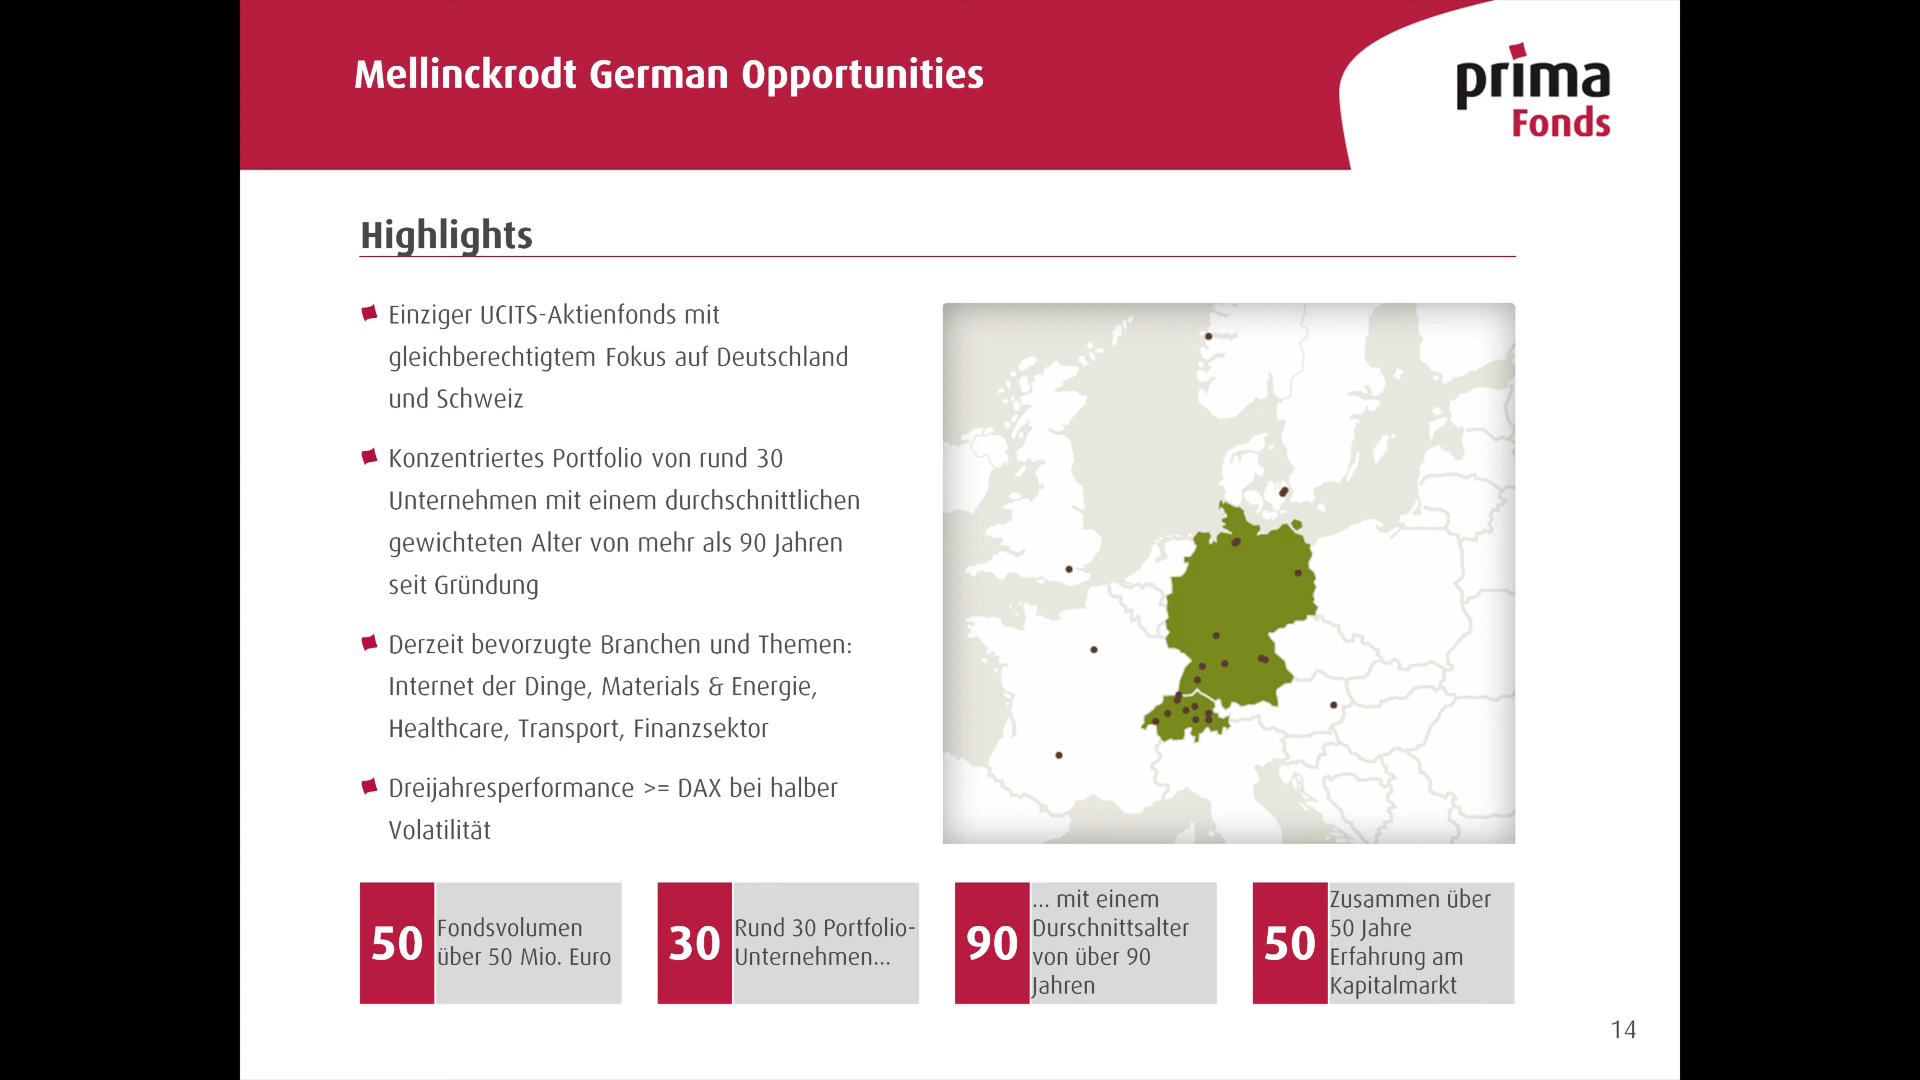 Mellinckrodt German Opportunities
prima
Fonds
Highlights
Einziger UCITS-Aktienfonds mit
gleichberechtigtem Fokus auf Deutschland
und Schweiz
Konzentriertes Portfolio von rund 30
Unternehmen mit einem durchschnittlichen
gewichteten Alter von mehr als 90 Jahren
seit Gründung
Derzeit bevorzugte Branchen und Themen:
Internet der Dinge, Materials & Energie,
Healthcare, Transport, Finanzsektor
Dreijahresperformance >= DAX bei halber
Volatilität
50
Fondsvolumen
über 50 Mio. Euro
30
Rund 30 Portfolio-
Unternehmen...
90
... mit einem
Durschnittsalter
von über 90
Jahren
50
Zusammen über
50 Jahre
Erfahrung am
Kapitalmarkt
14